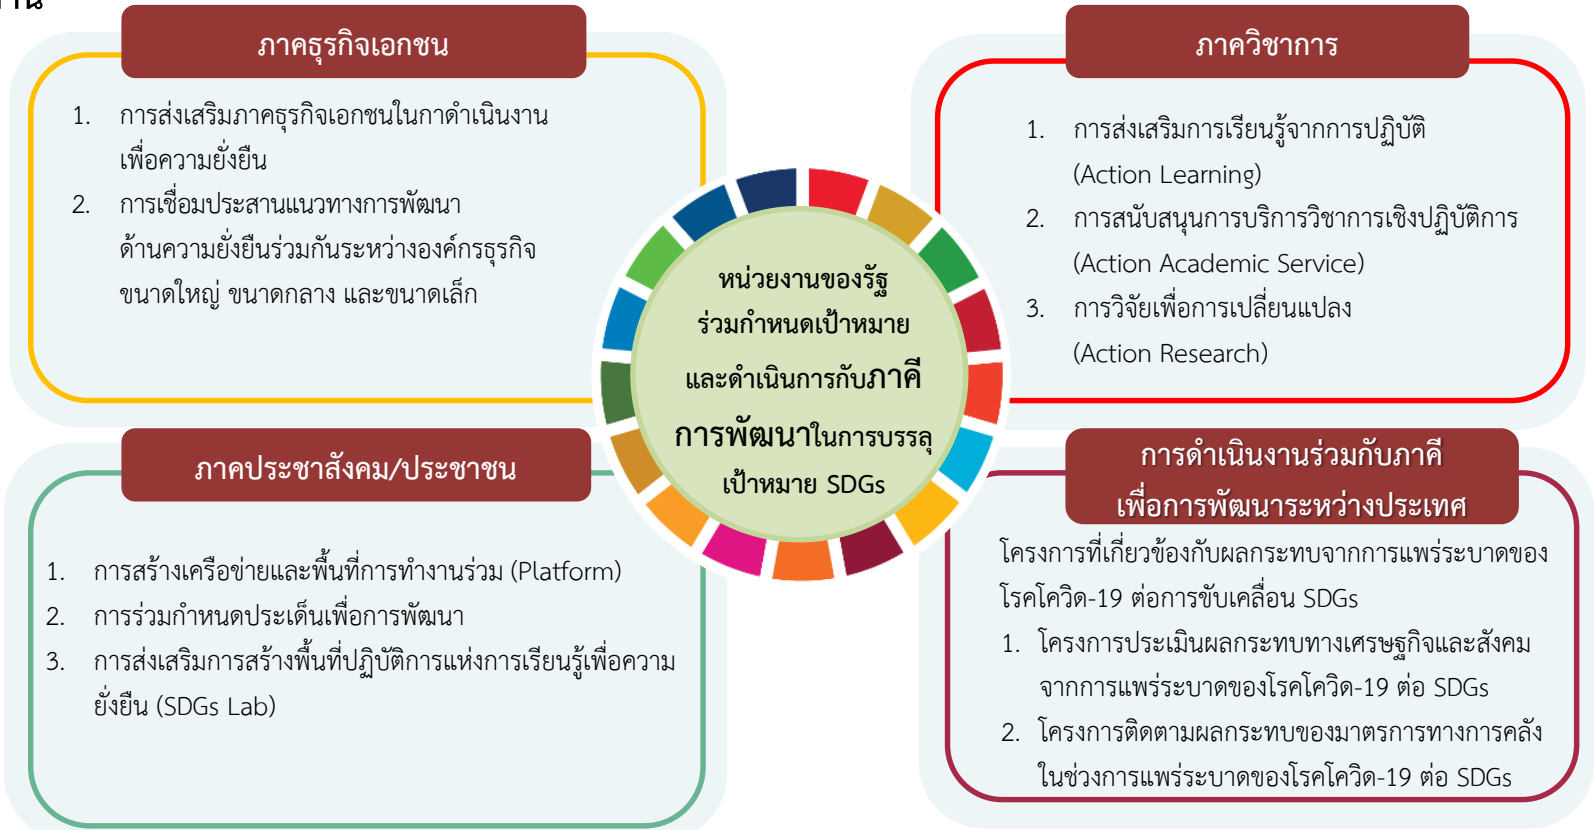 ภาคธุรกิจเอกชน
1. การส่งเสริมภาคธุรกิจเอกชนในกาดำเนินงาน
เพื่อความยั่งยืน
2. การเชื่อมประสานแนวทางการพัฒนา
ด้านความยั่งยืนร่วมกันระหว่างองค์กรธุรกิจ
ขนาดใหญ่ ขนาดกลาง และขนาดเล็ก
ภาควิชาการ
1. การส่งเสริมการเรียนรู้จากการปฏิบัติ
(Action Learning)
2. การสนับสนุนการบริการวิชาการเชิงปฏิบัติการ
(Action Academic Service)
3. การวิจัยเพื่อการเปลี่ยนแปลง
(Action Research)
หน่วยงานของรัฐ
ร่วมกำหนดเป้าหมาย
และดำเนินการกับภาคี
การพัฒนาในการบรรลุ
เป้าหมาย SDGs
ภาคประชาสังคม/ประชาชน
1. การสร้างเครือข่ายและพื้นที่การทำงานร่วม (Platform)
2. การร่วมกำหนดประเด็นเพื่อการพัฒนา
3. การส่งเสริมการสร้างพื้นที่ปฏิบัติการแห่งการเรียนรู้เพื่อความ
ยั่งยืน (SDGs Lab)
การดำเนินงานร่วมกับภาคี
เพื่อการพัฒนาระหว่างประเทศ
โครงการที่เกี่ยวข้องกับผลกระทบจากการแพร่ระบาดของ
โรคโควิด-19 ต่อการขับเคลื่อน SDGs
1. โครงการประเมินผลกระทบทางเศรษฐกิจและสังคม
จากการแพร่ระบาดของโรคโควิด-19 ต่อ SDGs
2. โครงการติดตามผลกระทบของมาตรการทางการคลัง
ในช่วงการแพร่ระบาดของโรคโควิด-19 ต่อ SDGs